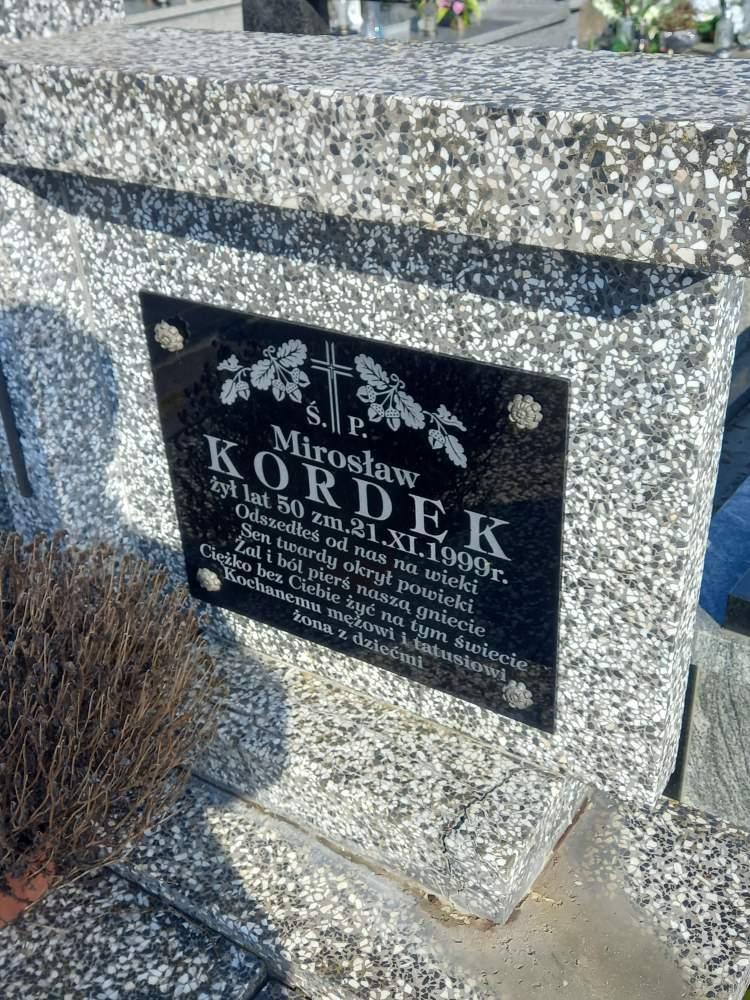 Ś. P.
Mirosław
KORDEK
żył lat 50 zm.21.XI.1999r.
Odszedłeś od nas na wieki
Sen twardy okrył powieki
Żal i ból pierś naszą gniecie
Ciężko bez Ciebie żyć na tym świecie
Kochanemu mężowi i tatusiowi
żona z dziećmi